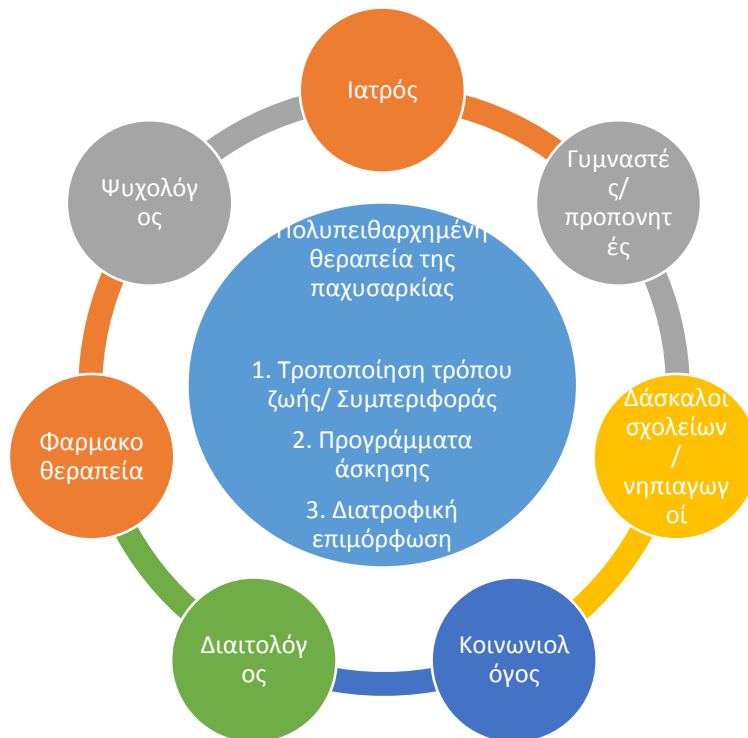 Ιατρός
Γυμναστέ
ς/
προπονητ
ές
Δάσκαλοι
σχολείων
/
νηπιαγωγ
οί
Κοινωνιολ
όγος
Διαιτολόγ
ος
Φαρμακο
θεραπεία
Ψυχολόγ
ος
Πολυπειθαρχημένη
θεραπεία της
παχυσαρκίας
1. Τροποποίηση τρόπου
ζωής/ Συμπεριφοράς
2. Προγράμματα
άσκησης
3. Διατροφική
επιμόρφωση